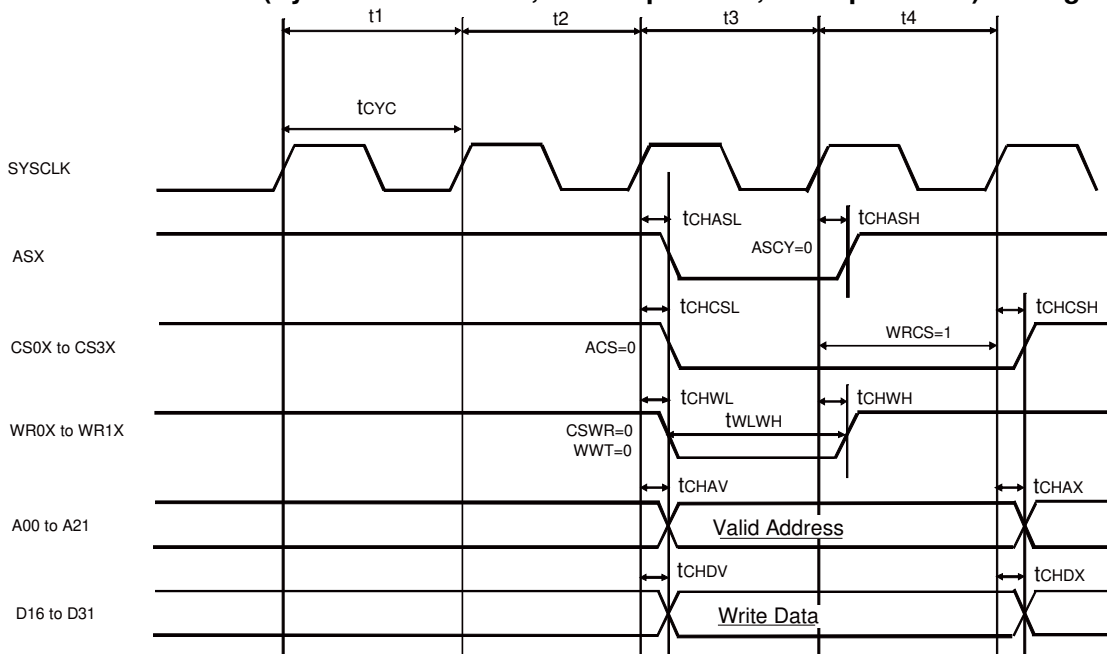 t1 t2 t3 t4
tCYC
SYSCLK
tCHASL tCHASH
ASCY=0
ASX
tCHCSL tCHCSH
WRCS=1
CS0X to CS3X ACS=0
tCHWL tCHWH
tWLWH
WR0X to WR1X CSWR=0
WWT=0
tCHAV tCHAX
A00 to A21 Valid Address
tCHDV tCHDX
D16 to D31 Write Data